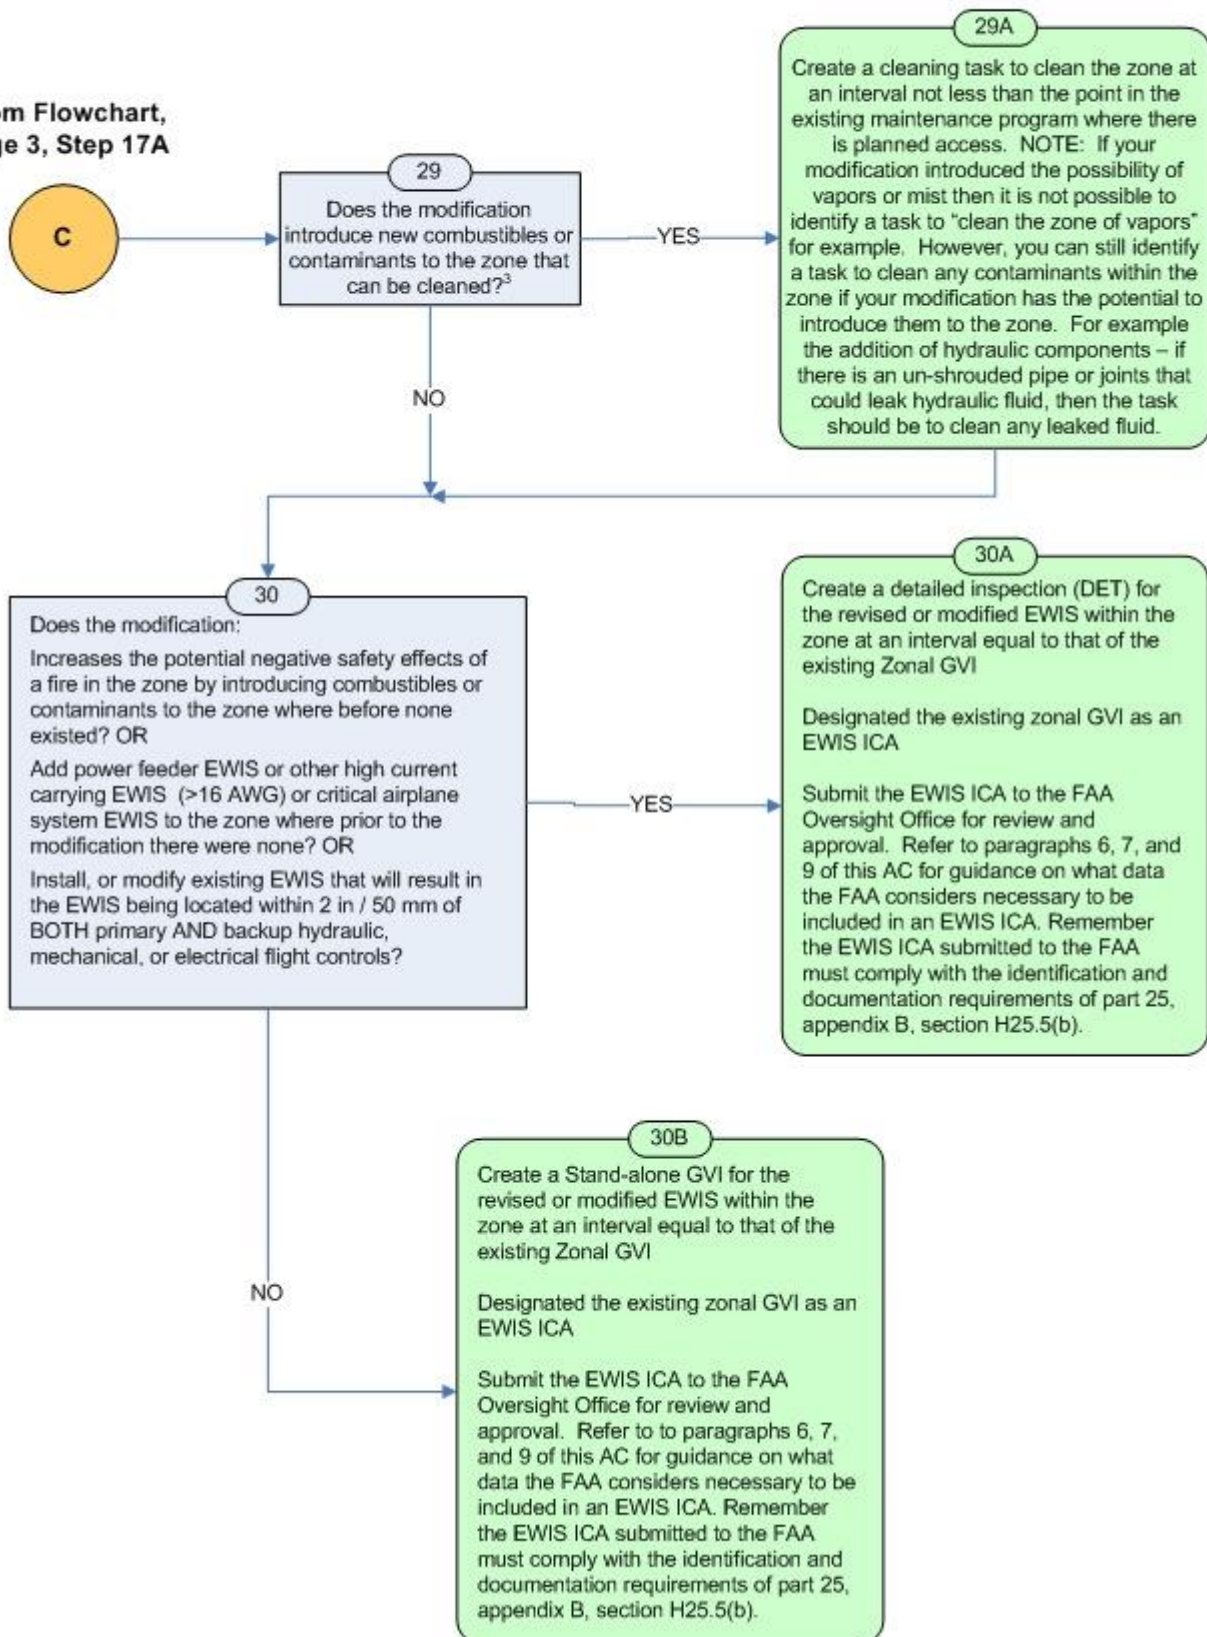 om Flowchart,
ge 3, Step 17A
C
29
Does the modification
introduce new combustibles or
contaminants to the zone that
can be cleaned?³
YES
NO
29A
Create a cleaning task to clean the zone at
an interval not less than the point in the
existing maintenance program where there
is planned access. NOTE: If your
modification introduced the possibility of
vapors or mist then it is not possible to
identify a task to “clean the zone of vapors”
for example. However, you can still identify
a task to clean any contaminants within the
zone if your modification has the potential to
introduce them to the zone. For example
the addition of hydraulic components – if
there is an un-shrouded pipe or joints that
could leak hydraulic fluid, then the task
should be to clean any leaked fluid.
30
Does the modification:
Increases the potential negative safety effects of
a fire in the zone by introducing combustibles or
contaminants to the zone where before none
existed? OR
Add power feeder EWIS or other high current
carrying EWIS (>16 AWG) or critical airplane
system EWIS to the zone where prior to the
modification there were none? OR
Install, or modify existing EWIS that will result in
the EWIS being located within 2 in / 50 mm of
BOTH primary AND backup hydraulic,
mechanical, or electrical flight controls?
YES
NO
30A
Create a detailed inspection (DET) for
the revised or modified EWIS within the
zone at an interval equal to that of the
existing Zonal GVI
Designated the existing zonal GVI as an
EWIS ICA
Submit the EWIS ICA to the FAA
Oversight Office for review and
approval. Refer to paragraphs 6, 7, and
9 of this AC for guidance on what data
the FAA considers necessary to be
included in an EWIS ICA. Remember
the EWIS ICA submitted to the FAA
must comply with the identification and
documentation requirements of part 25,
appendix B, section H25.5(b).
30B
Create a Stand-alone GVI for the
revised or modified EWIS within the
zone at an interval equal to that of the
existing Zonal GVI
Designated the existing zonal GVI as an
EWIS ICA
Submit the EWIS ICA to the FAA
Oversight Office for review and
approval. Refer to to paragraphs 6, 7,
and 9 of this AC for guidance on what
data the FAA considers necessary to be
included in an EWIS ICA. Remember
the EWIS ICA submitted to the FAA
must comply with the identification and
documentation requirements of part 25,
appendix B, section H25.5(b).